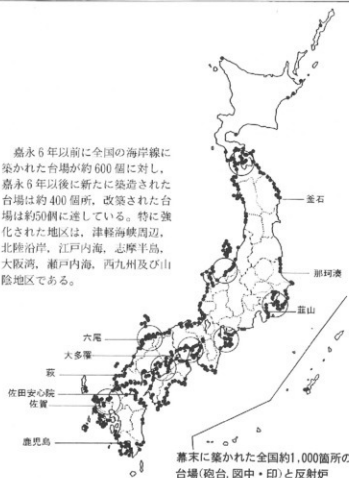 嘉永6年以前に全国の海岸線に
築かれた台場が約600個に対し,
嘉永6年以後に新たに築造された
台場は約400個所, 改築された台
場は約50個に達している。特に強
化された地区は, 津軽海峡周辺,
北陸沿岸, 江戸内海, 志摩半島,
大阪湾, 瀬戸内海, 西九州及び山
陰地区である。
釜石
那珂湊
韮山
六尾
大多羅
萩
佐田安心院
佐賀
鹿児島
幕末に築かれた全国約1,000箇所の
台場(砲台, 図中・印)と反射炉